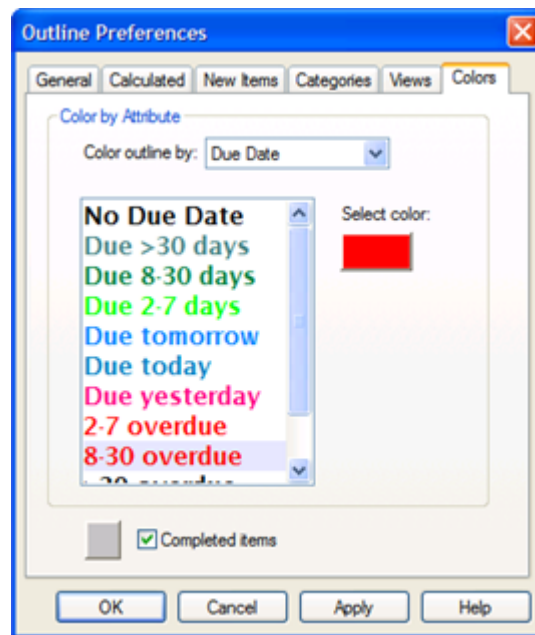 Outline Preferences
General Calculated New Items Categories Views Colors
Color by Attribute
Color outline by: Due Date
No Due Date
Select color:
Due >30 days
Due 8-30 days
Due 2-7 days
Due tomorrow
Due today
Due yesterday
2-7 overdue
8-30 overdue
>30 overdue
Completed items
OK Cancel Apply Help